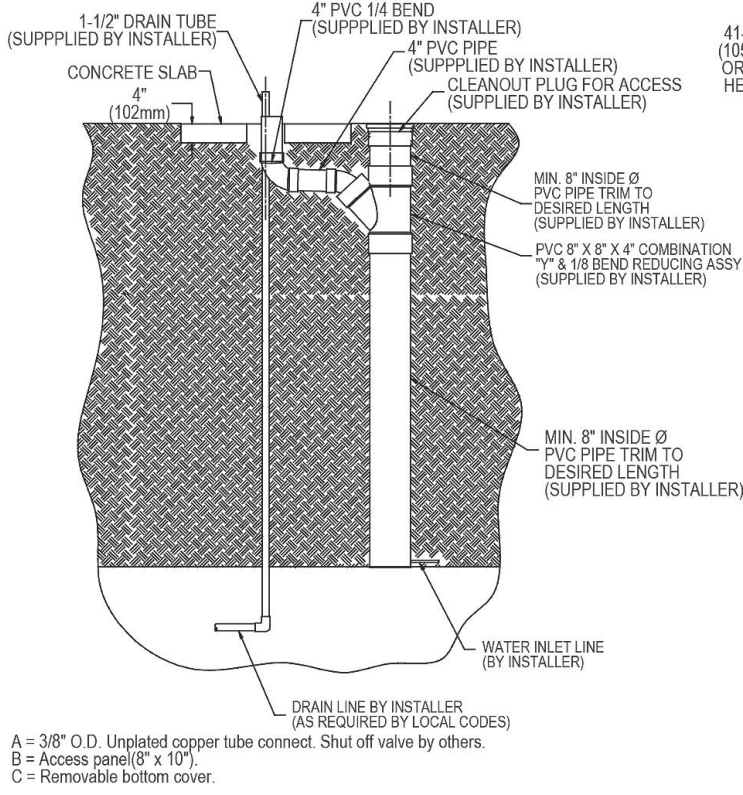 1-1/2" DRAIN TUBE
(SUPPPLIED BY INSTALLER)
4" PVC 1/4 BEND
(SUPPPLIED BY INSTALLER)
4" PVC PIPE
(SUPPPLIED BY INSTALLER)
CONCRETE SLAB
4"
(102mm)
CLEANOUT PLUG FOR ACCESS
(SUPPLIED BY INSTALLER)
41-
(105
OR
HE
MIN. 8" INSIDE Ø
PVC PIPE TRIM TO
DESIRED LENGTH
(SUPPLIED BY INSTALLER)
PVC 8" X 8" X 4" COMBINATION
"Y" & 1/8 BEND REDUCING ASSY
(SUPPLIED BY INSTALLER)
MIN. 8" INSIDE Ø
PVC PIPE TRIM TO
DESIRED LENGTH
(SUPPLIED BY INSTALLER)
WATER INLET LINE
(BY INSTALLER)
DRAIN LINE BY INSTALLER
(AS REQUIRED BY LOCAL CODES)
A = 3/8" O.D. Unplated copper tube connect. Shut off valve by others.
B = Access panel(8" x 10").
C = Removable bottom cover.